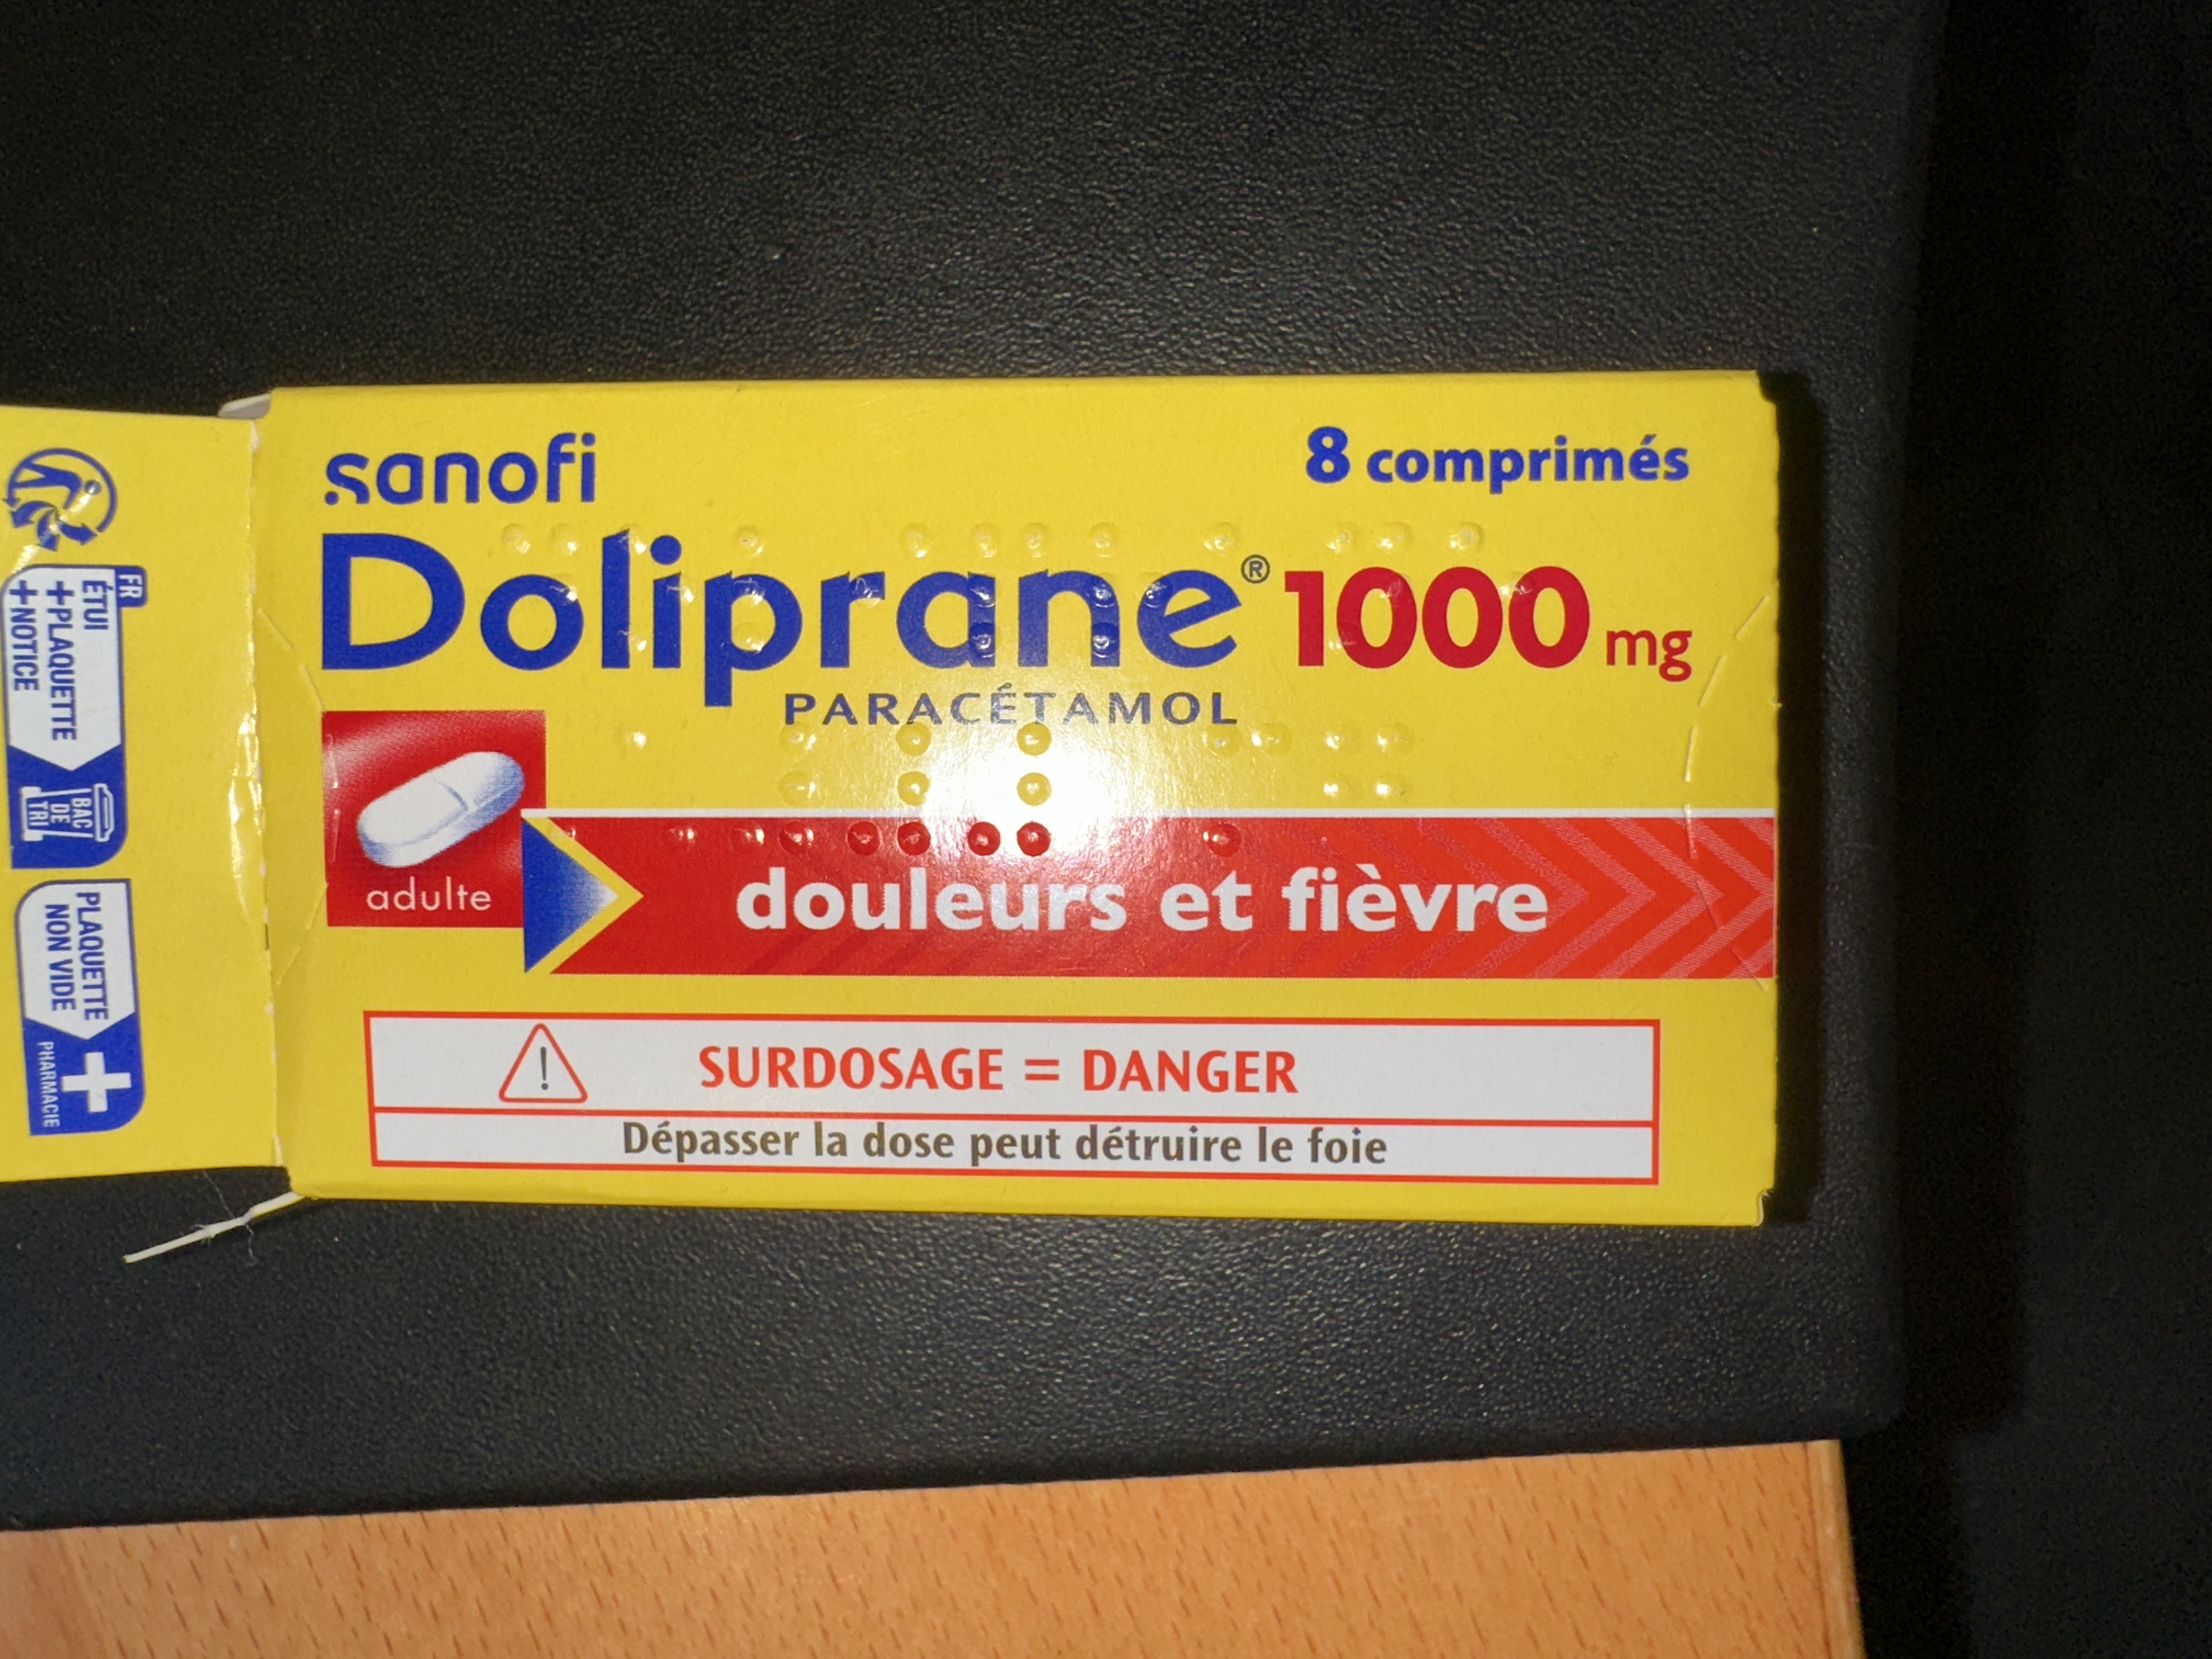 sanofi
8 comprimés
Doliprane® 1000 mg
PARACÉTAMOL
adulte
douleurs et fièvre
! SURDOSAGE = DANGER
Dépasser la dose peut détruire le foie
FR
ÉTUI
+PLAQUETTE
+NOTICE
BAC
DE
TRI
PLAQUETTE
NON VIDE
PHARMACIE